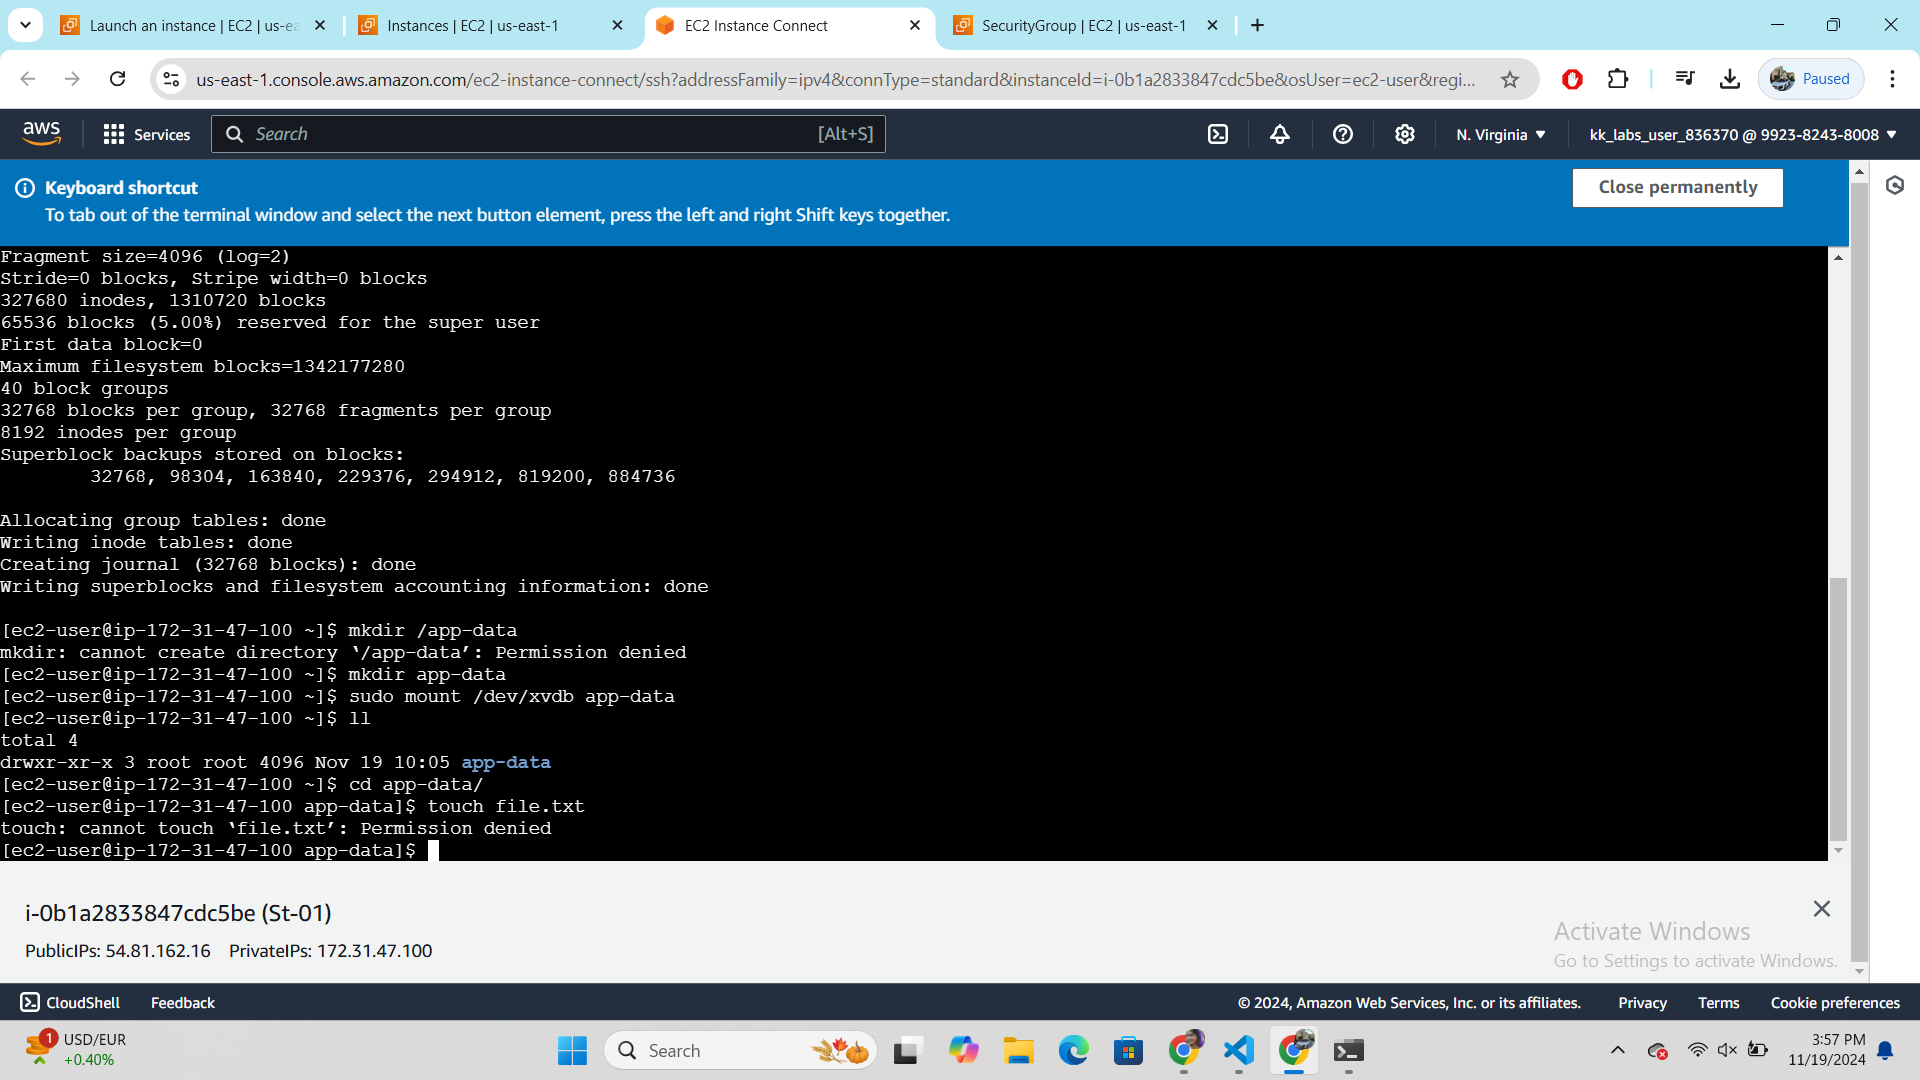 Launch an instance | EC2 | us-ea
Instances | EC2 | us-east-1
EC2 Instance Connect
SecurityGroup | EC2 | us-east-1
us-east-1.console.aws.amazon.com/ec2-instance-connect/ssh?addressFamily=ipv4&connType=standard&instanceId=i-0b1a2833847cdc5be&osUser=ec2-user&regi...
Paused
aws
Services
Search
[Alt+S]
N. Virginia
kk_labs_user_836370 @ 9923-8243-8008
Keyboard shortcut
To tab out of the terminal window and select the next button element, press the left and right Shift keys together.
Close permanently
Fragment size=4096 (log=2)
Stride=0 blocks, Stripe width=0 blocks
327680 inodes, 1310720 blocks
65536 blocks (5.00%) reserved for the super user
First data block=0
Maximum filesystem blocks=1342177280
40 block groups
32768 blocks per group, 32768 fragments per group
8192 inodes per group
Superblock backups stored on blocks:
32768, 98304, 163840, 229376, 294912, 819200, 884736
Allocating group tables: done
Writing inode tables: done
Creating journal (32768 blocks): done
Writing superblocks and filesystem accounting information: done
[ec2-user@ip-172-31-47-100 ~]$ mkdir /app-data
mkdir: cannot create directory ‘/app-data’: Permission denied
[ec2-user@ip-172-31-47-100 ~]$ mkdir app-data
[ec2-user@ip-172-31-47-100 ~]$ sudo mount /dev/xvdb app-data
[ec2-user@ip-172-31-47-100 ~]$ ll
total 4
drwxr-xr-x 3 root root 4096 Nov 19 10:05 app-data
[ec2-user@ip-172-31-47-100 ~]$ cd app-data/
[ec2-user@ip-172-31-47-100 app-data]$ touch file.txt
touch: cannot touch ‘file.txt’: Permission denied
[ec2-user@ip-172-31-47-100 app-data]$
i-0b1a2833847cdc5be (St-01)
PublicIPs: 54.81.162.16 PrivateIPs: 172.31.47.100
Activate Windows
Go to Settings to activate Windows.
CloudShell
Feedback
© 2024, Amazon Web Services, Inc. or its affiliates.
Privacy
Terms
Cookie preferences
1
USD/EUR
+0.40%
Search
3:57 PM
11/19/2024